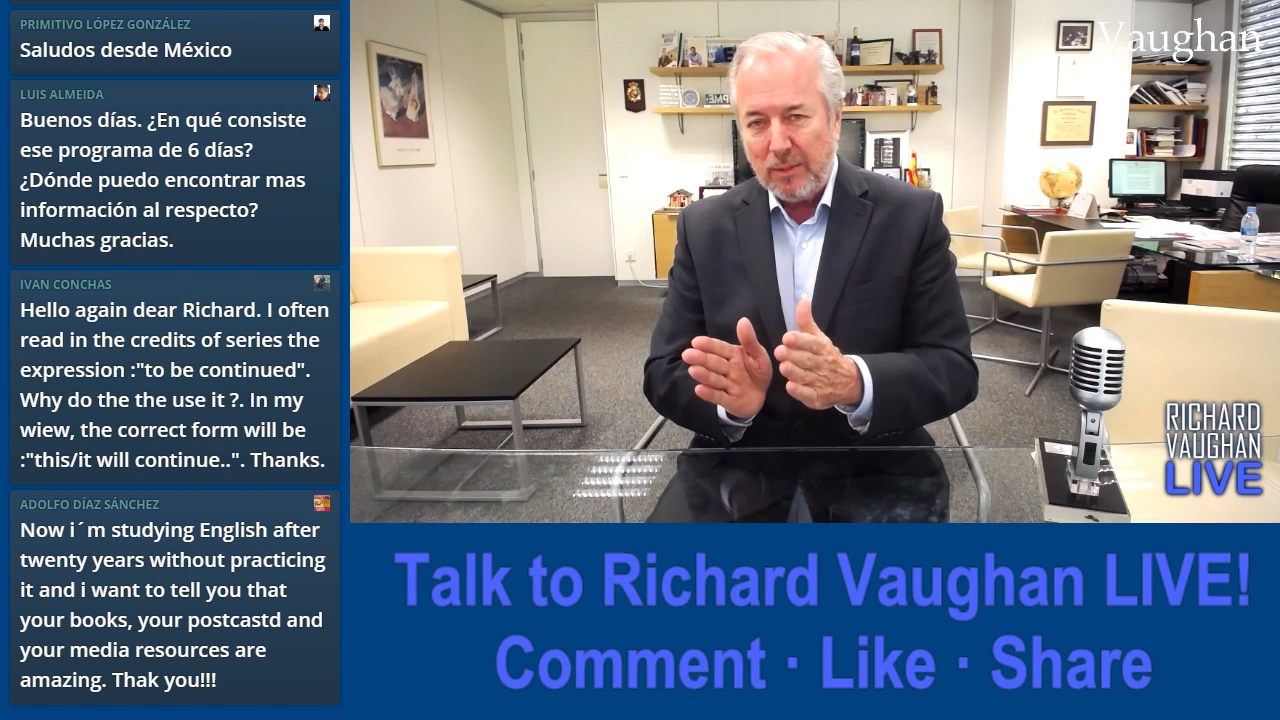 PRIMITIVO LÓPEZ GONZÁLEZ
Saludos desde México
LUIS ALMEIDA
Buenos días. ¿En qué consiste
ese programa de 6 días?
¿Dónde puedo encontrar mas
información al respecto?
Muchas gracias.
IVAN CONCHAS
Hello again dear Richard. I often
read in the credits of series the
expression :"to be continued".
Why do the the use it ?. In my
wiew, the correct form will be
:"this/it will continue..". Thanks.
ADOLFO DÍAZ SÁNCHEZ
Now i´m studying English after
twenty years without practicing
it and i want to tell you that
your books, your postcastd and
your media resources are
amazing. Thak you!!!
Vaughan
RICHARD
VAUGHAN
LIVE
Talk to Richard Vaughan LIVE!
Comment · Like · Share